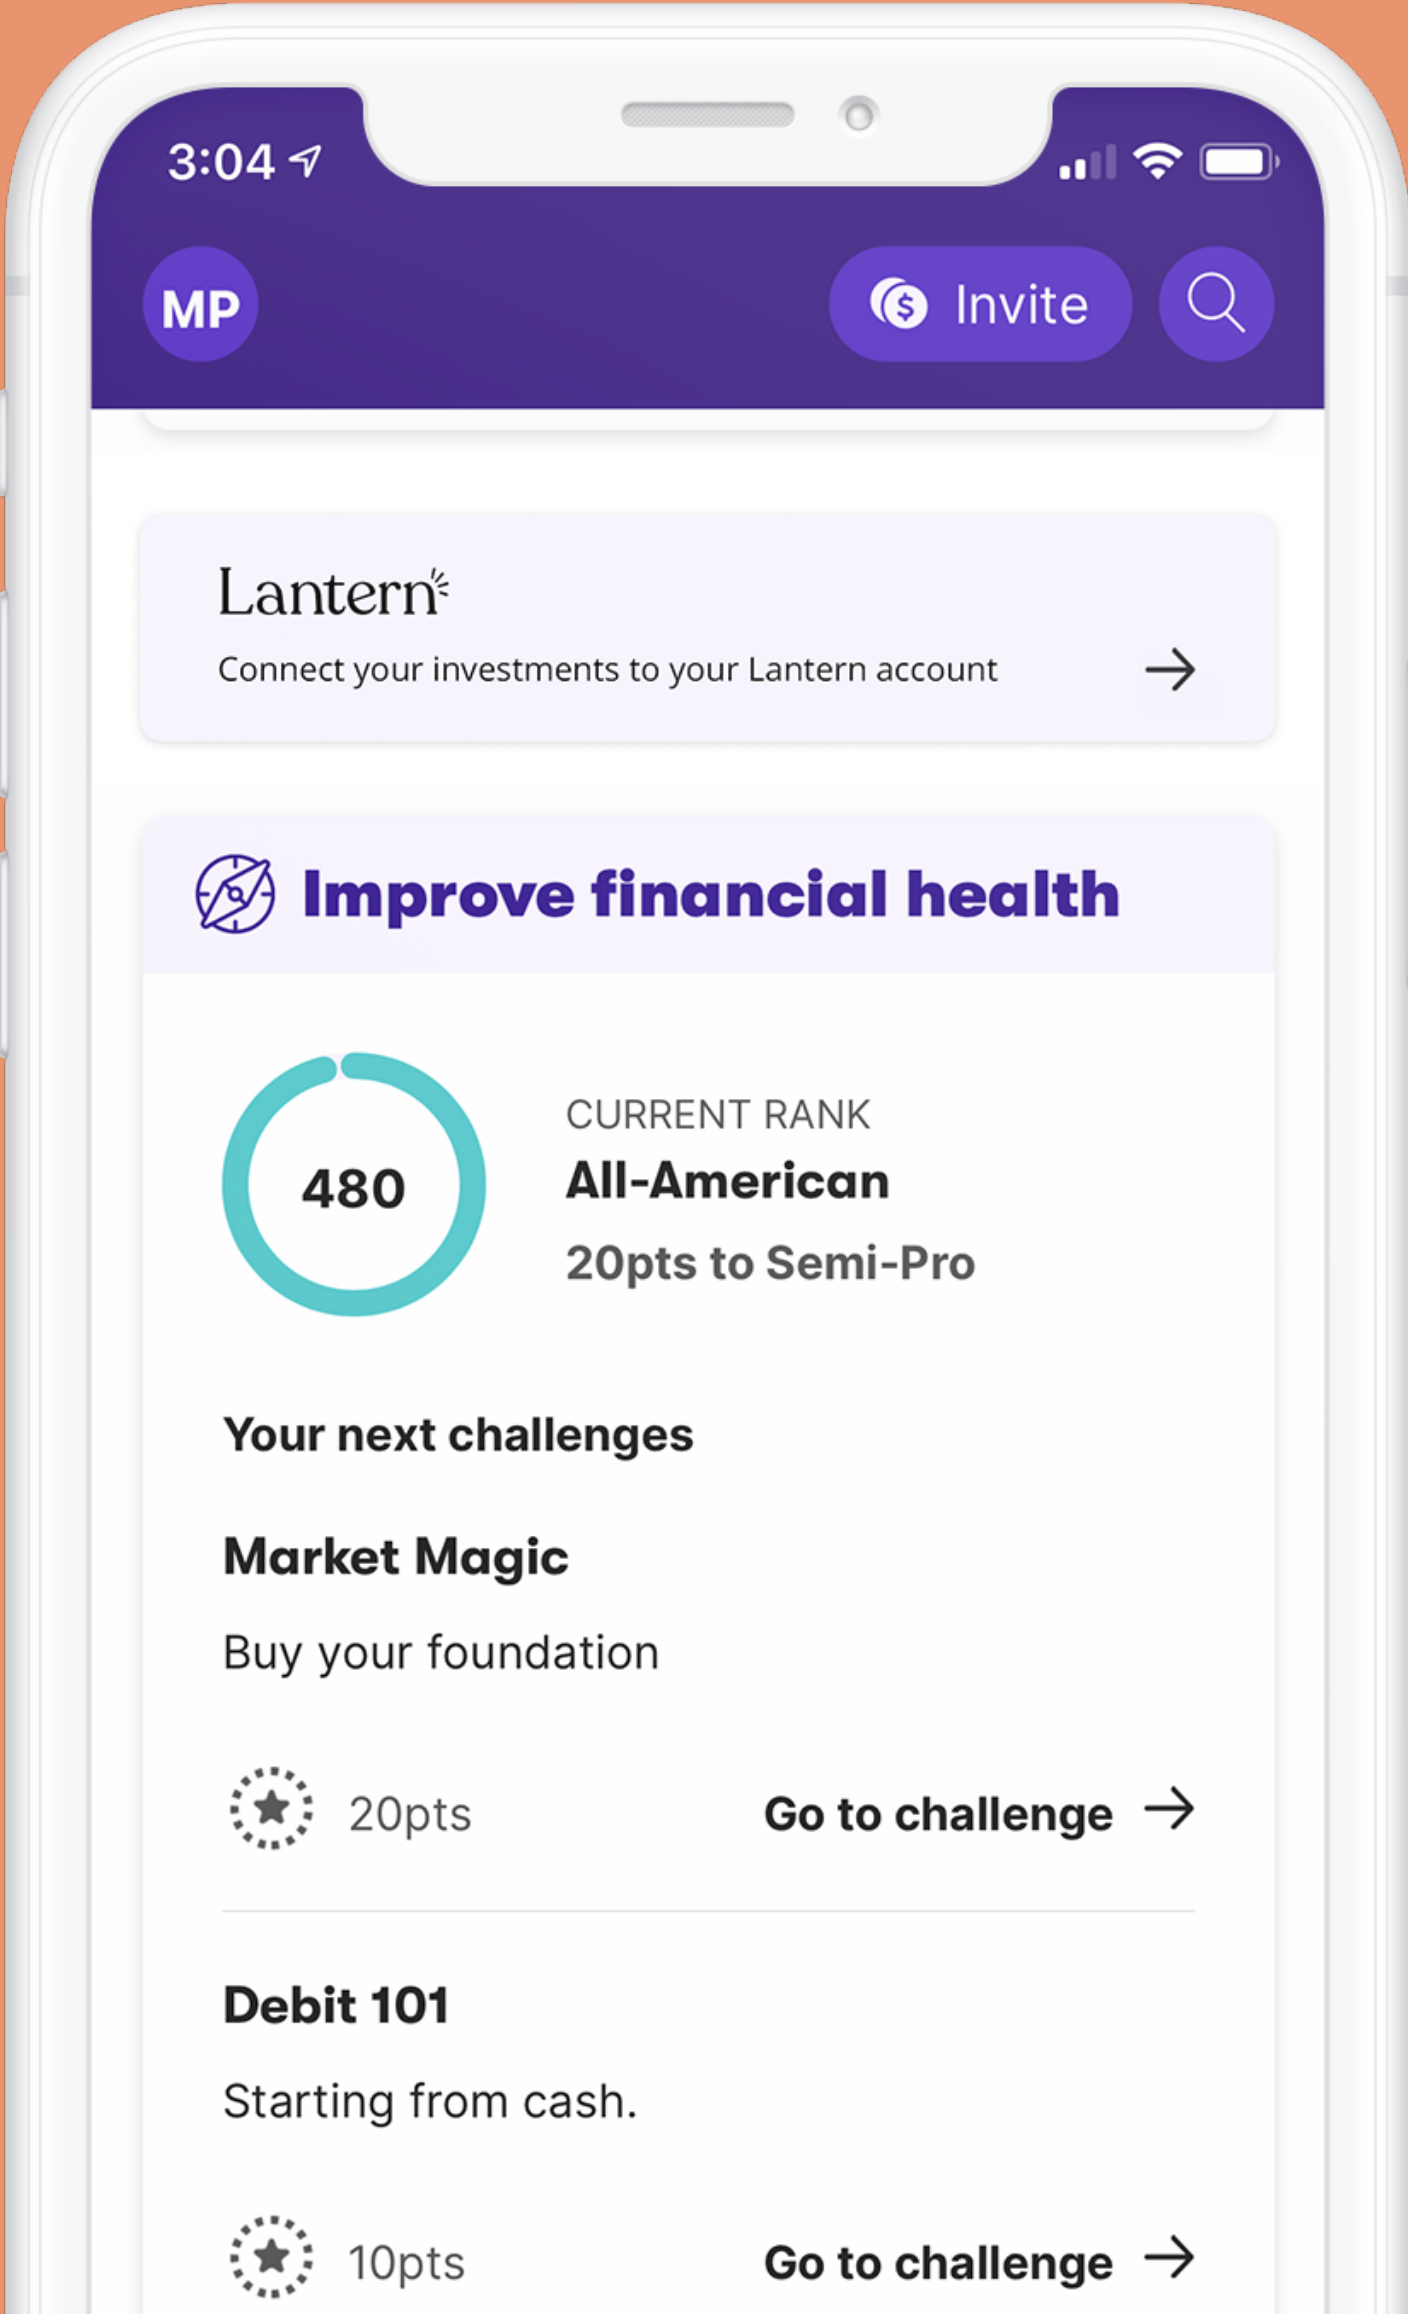 3:04
MP
Invite
Lantern
Connect your investments to your Lantern account
Improve financial health
480
CURRENT RANK
All-American
20pts to Semi-Pro
Your next challenges
Market Magic
Buy your foundation
20pts
Go to challenge
Debit 101
Starting from cash.
10pts
Go to challenge